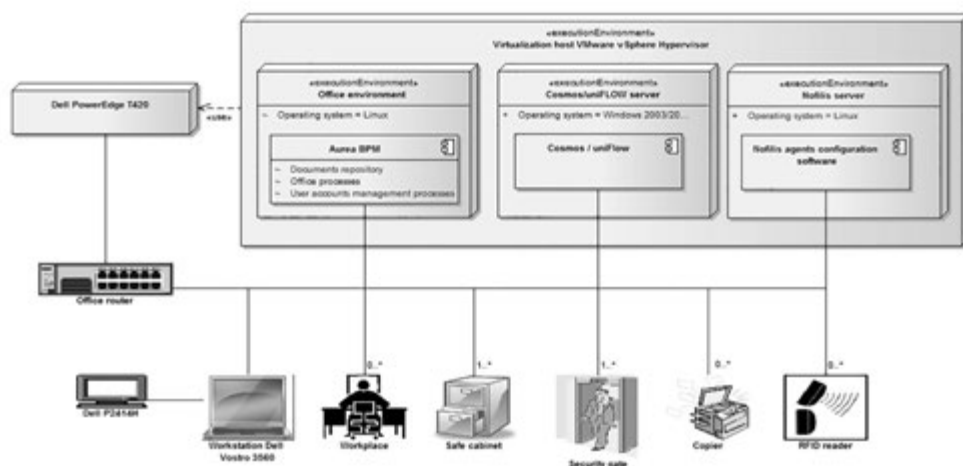 «executionEnvironment»
Virtualization host VMware vSphere Hypervisor
«executionEnvironment»
Office environment
– Operating system = Linux
Aurea BPM
– Documents repository
– Office processes
– User accounts management processes
«executionEnvironment»
Cosmos/uniFLOW server
+ Operating system = Windows 2003/20...
Cosmos / uniFlow
«executionEnvironment»
Nofilis server
+ Operating system = Linux
Nofilis agents configuration
software
Dell PowerEdge T420
«use»
Office router
0..*
1..*
1..*
0..*
0..*
Dell P2414H
Workstation Dell
Vostro 3560
Workplace
Safe cabinet
Security gate
Copier
RFID reader